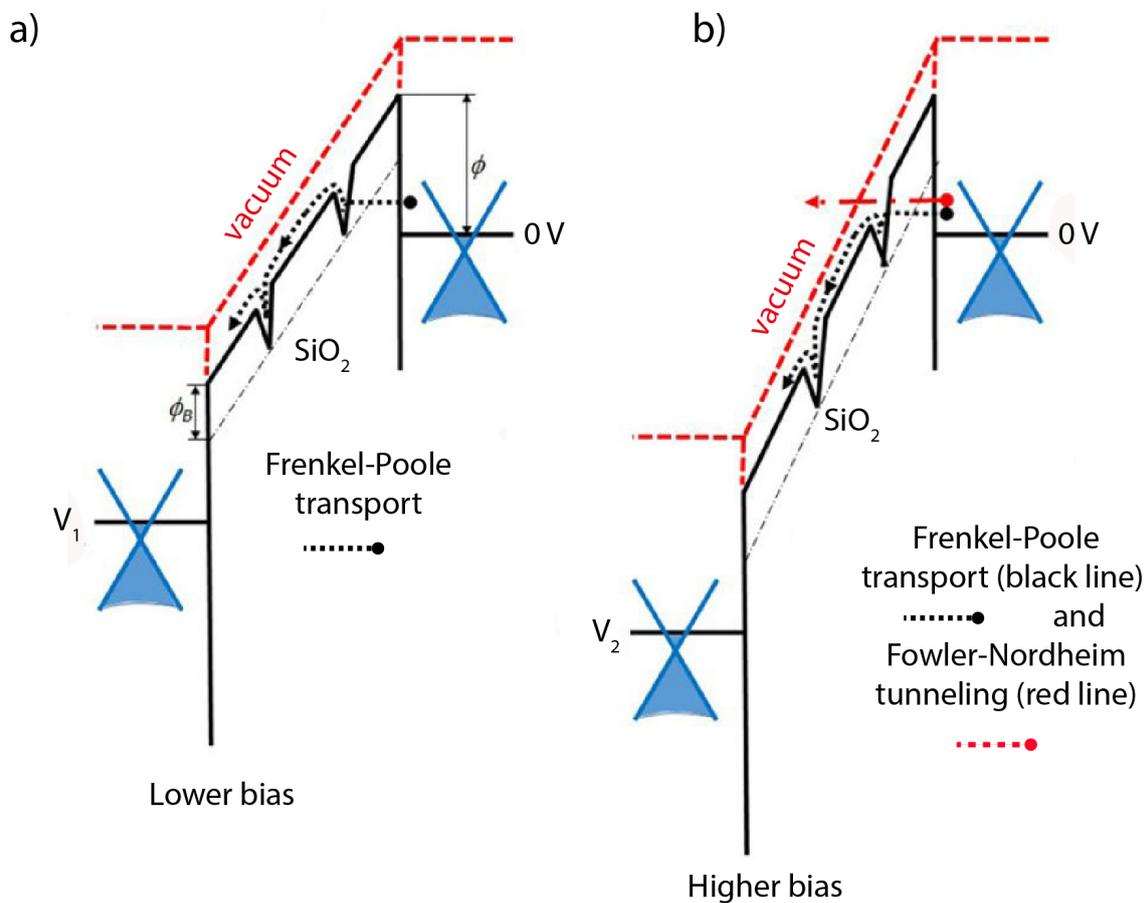 a)
vacuum
ϕ
0 V
SiO2
ϕB
Frenkel-Poole
transport
V1
Lower bias
b)
vacuum
0 V
SiO2
Frenkel-Poole
transport (black line)
and
V2
Fowler-Nordheim
tunneling (red line)
Higher bias